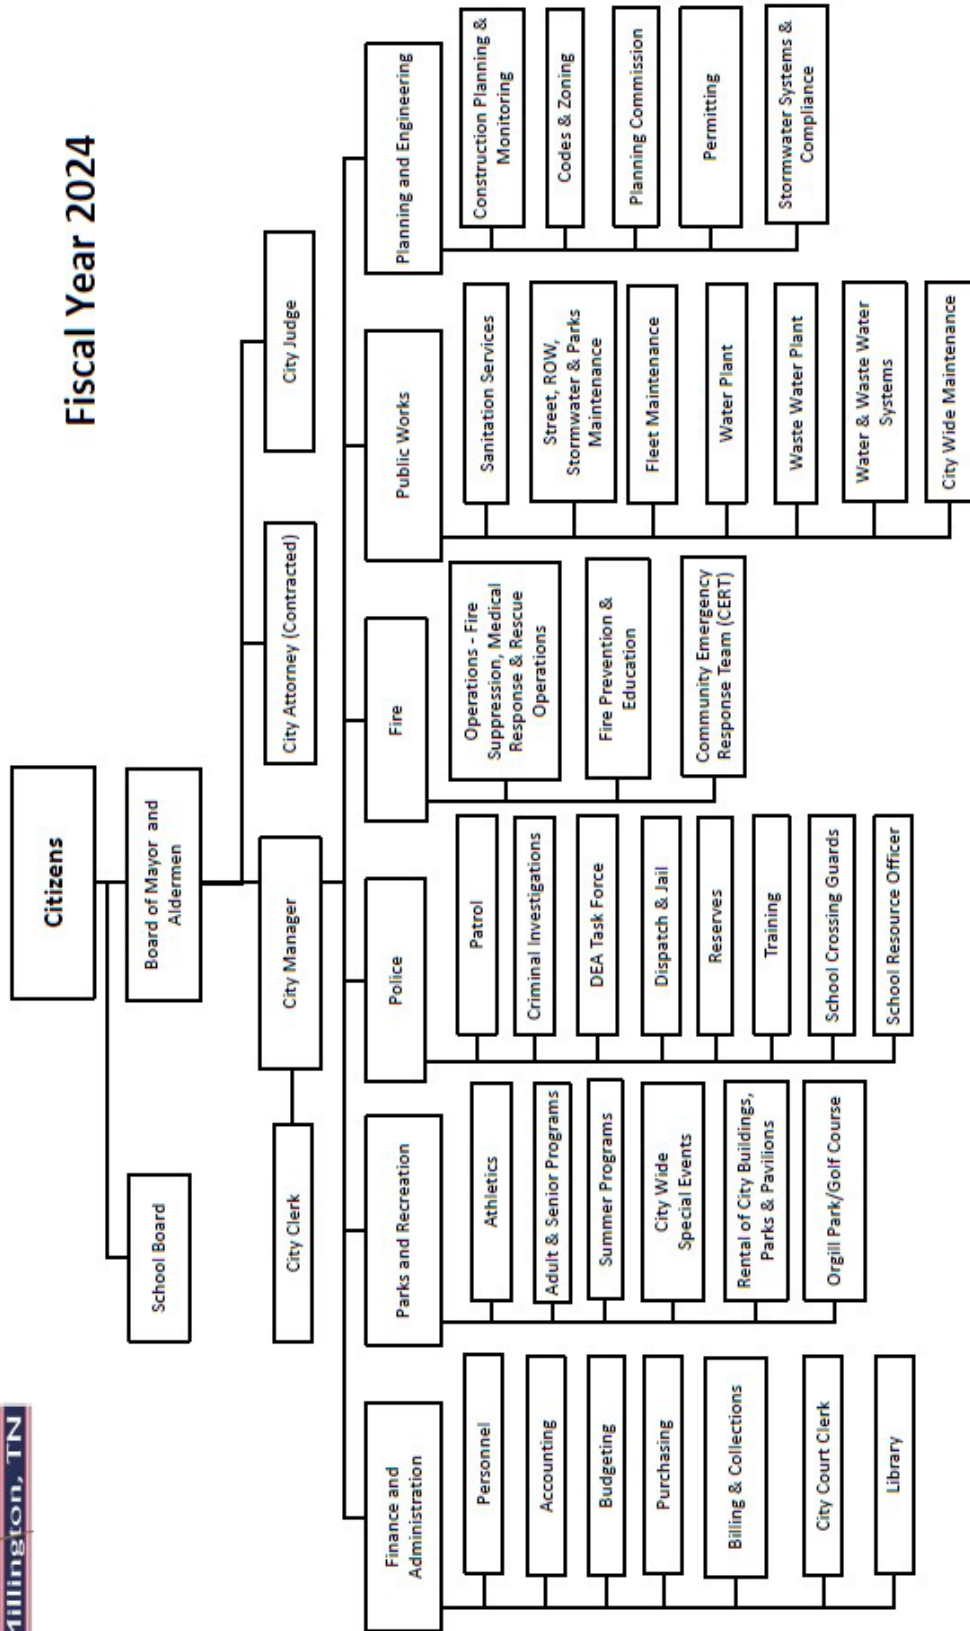 Millington, TN
Fiscal Year 2024
Citizens
School Board
Board of Mayor and
Aldermen
City Clerk
City Manager
City Attorney (Contracted)
City Judge
Finance and
Administration
Personnel
Accounting
Budgeting
Purchasing
Billing & Collections
City Court Clerk
Library
Parks and Recreation
Athletics
Adult & Senior Programs
Summer Programs
City Wide
Special Events
Rental of City Buildings,
Parks & Pavilions
Orgill Park/Golf Course
Police
Patrol
Criminal Investigations
DEA Task Force
Dispatch & Jail
Reserves
Training
School Crossing Guards
School Resource Officer
Fire
Operations - Fire
Suppression, Medical
Response & Rescue
Operations
Fire Prevention &
Education
Community Emergency
Response Team (CERT)
Public Works
Sanitation Services
Street, ROW,
Stormwater & Parks
Maintenance
Fleet Maintenance
Water Plant
Waste Water Plant
Water & Waste Water
Systems
City Wide Maintenance
Planning and Engineering
Construction Planning &
Monitoring
Codes & Zoning
Planning Commission
Permitting
Stormwater Systems &
Compliance